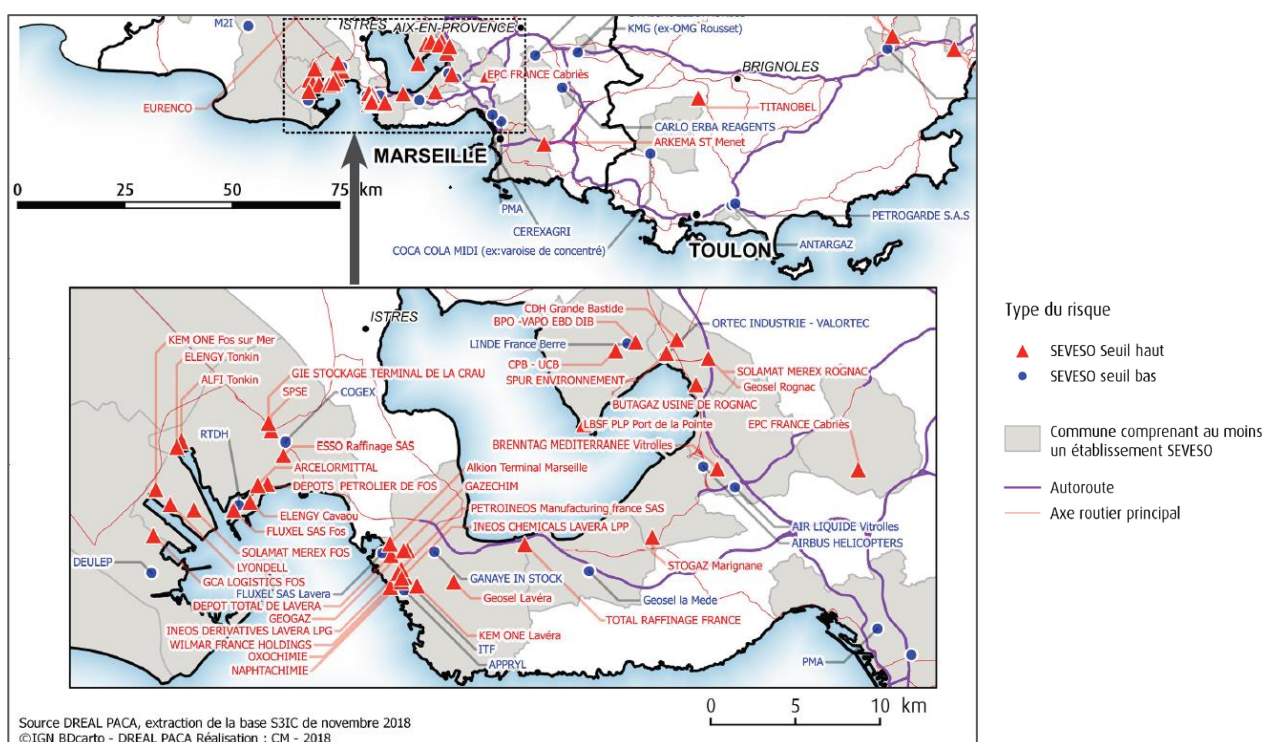 M2I
ISTRES
AIX-EN-PROVENCE
KMG (ex-OMG Rousset)
EPC FRANCE Cabriès
BRIGNOLES
EURENCO
TITANOBEL
CARLO ERBA REAGENTS
MARSEILLE
ARKEMA ST Menet
0 25 50 75 km
PMA
CEREXAGRI
PETROGARDE S.A.S
COCA COLA MIDI (ex:varoise de concentré)
TOULON
ANTARGAZ
ISTRES
CDH Grande Bastide
BPO -VAPO EBD DIB
ORTEC INDUSTRIE - VALORTEC
KEM ONE Fos sur Mer
LINDE France Berre
ELENGY Tonkin
CPB - UCB
ALFI Tonkin
GIE STOCKAGE TERMINAL DE LA CRAU
SPUR ENVIRONNEMENT
SOLAMAT MEREX ROGNAC
SPSE
COGEX
Geosel Rognac
BUTAGAZ USINE DE ROGNAC
LBSF PLP Port de la Pointe
EPC FRANCE Cabriès
RTDH
ESSO Raffinage SAS
BRENNTAG MEDITERRANEE Vitrolles
ARCELORMITTAL
Alkion Terminal Marseille
DEPOTS PETROLIER DE FOS
GAZECHIM
PETROINEOS Manufacturing france SAS
ELENGY Cavaou
INEOS CHEMICALS LAVERA LPP
AIR LIQUIDE Vitrolles
FLUXEL SAS Fos
AIRBUS HELICOPTERS
SOLAMAT MEREX FOS
DEULEP
LYONDELL
STOGAZ Marignane
GCA LOGISTICS FOS
GANAYE IN STOCK
FLUXEL SAS Lavera
Geosel Lavéra
Geosel la Mede
DEPOT TOTAL DE LAVERA
GEOGAZ
TOTAL RAFFINAGE FRANCE
INEOS DERIVATIVES LAVERA LPG
KEM ONE Lavéra
WILMAR FRANCE HOLDINGS
ITF
OXOCHIMIE
APPRYL
PMA
NAPHTACHIMIE
0 5 10 km
Source DREAL PACA, extraction de la base S3IC de novembre 2018
©IGN BDcarto - DREAL PACA Réalisation : CM - 2018
Type du risque
SEVESO Seuil haut
SEVESO seuil bas
Commune comprenant au moins
un établissement SEVESO
Autoroute
Axe routier principal